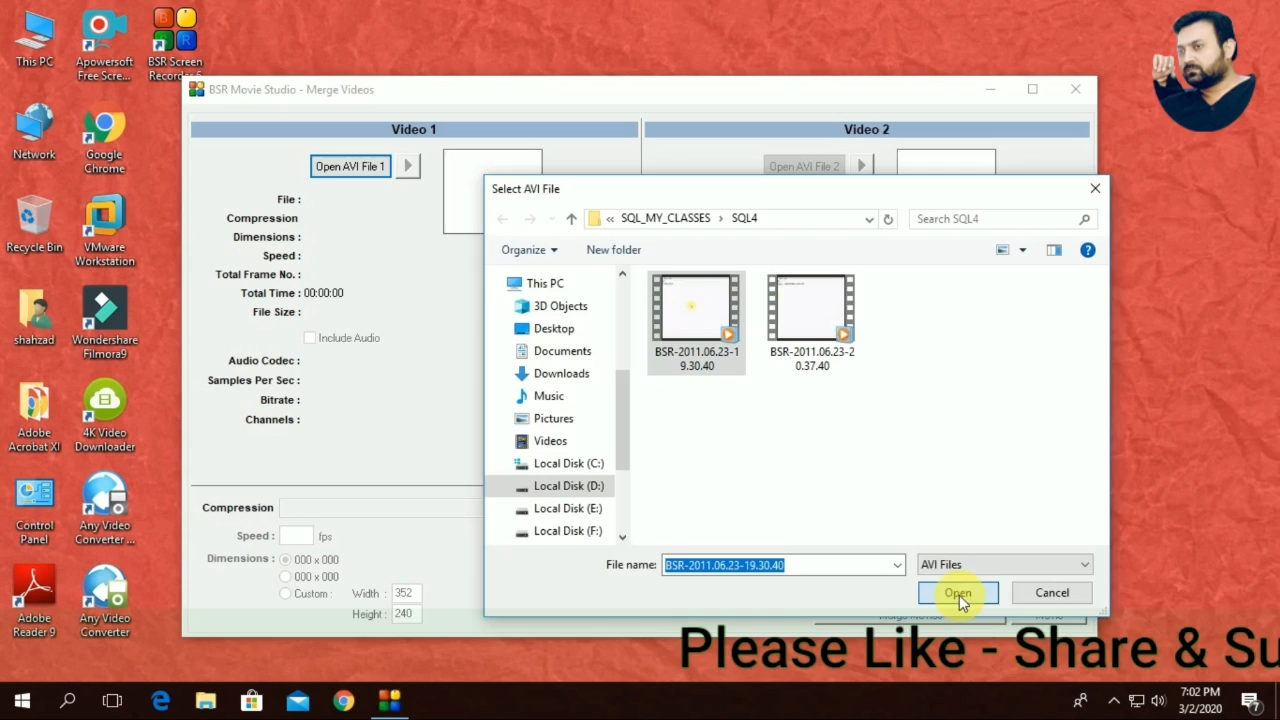 This PC
Apowersoft
Free Scre...
BSR Screen
Recorder 6
Network
Google
Chrome
Recycle Bin
VMware
Workstation
shahzad
Wondershare
Filmora9
Adobe
Acrobat XI
4K Video
Downloader
Control
Panel
Any Video
Converter ...
Adobe
Reader 9
Any Video
Converter
BSR Movie Studio - Merge Videos
Video 1
Video 2
Open AVI File 1
Open AVI File 2
File :
Compression
Dimensions :
Speed :
Total Frame No. :
Total Time : 00:00:00
File Size :
Include Audio
Audio Codec :
Samples Per Sec :
Bitrate :
Channels :
Compression
Speed : fps
Dimensions : 000 x 000
000 x 000
Custom : Width : 352
Height : 240
Select AVI File
« SQL_MY_CLASSES > SQL4
Search SQL4
Organize
New folder
This PC
3D Objects
Desktop
Documents
Downloads
Music
Pictures
Videos
Local Disk (C:)
Local Disk (D:)
Local Disk (E:)
Local Disk (F:)
BSR-2011.06.23-1
9.30.40
BSR-2011.06.23-2
0.37.40
File name: BSR-2011.06.23-19.30.40
AVI Files
Open
Cancel
Please Like - Share & Su
7:02 PM
3/2/2020
7